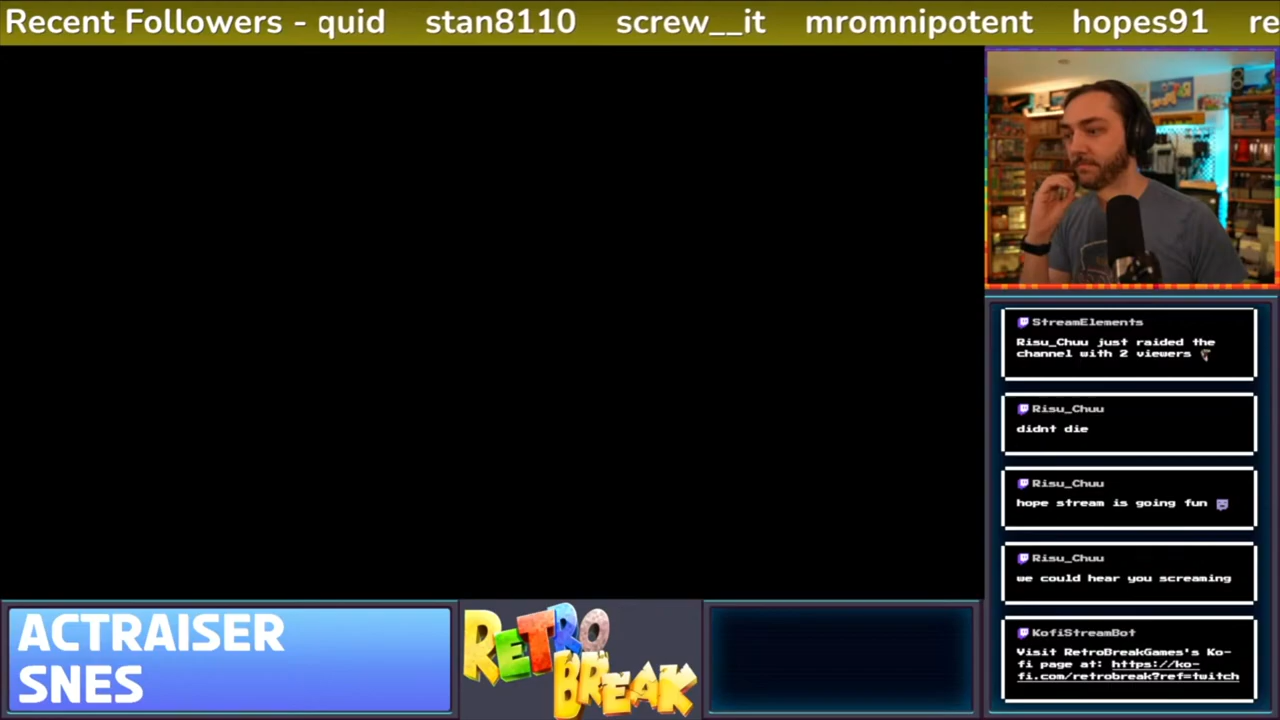 Recent Followers - quid stan8110 screw__it mromnipotent hopes91 re
StreamElements
Risu_Chuu just raided the
channel with 2 viewers
Risu_Chuu
didnt die
Risu_Chuu
hope stream is going fun
Risu_Chuu
we could hear you screaming
KofiStreamBot
Visit RetroBreakGames's Ko-
fi page at: https://ko-
fi.com/retrobreak?ref=twitch
ACTRAISER
SNES
RETRO
BREAK